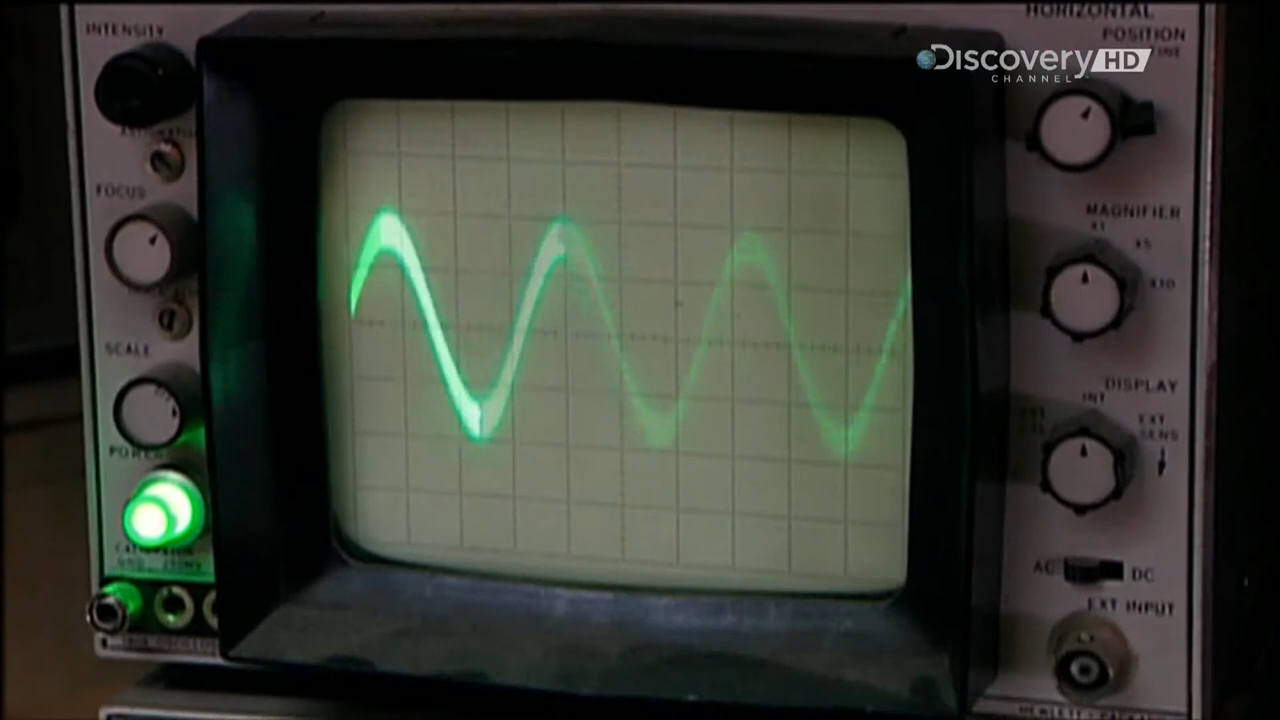 INTENSITY
FOCUS
SCALE
POWER
HORIZONTAL
POSITION
Discovery HD
CHANNEL
MAGNIFIER
X1
X5
X10
DISPLAY
INT
EXT
SENS
AC
DC
EXT INPUT